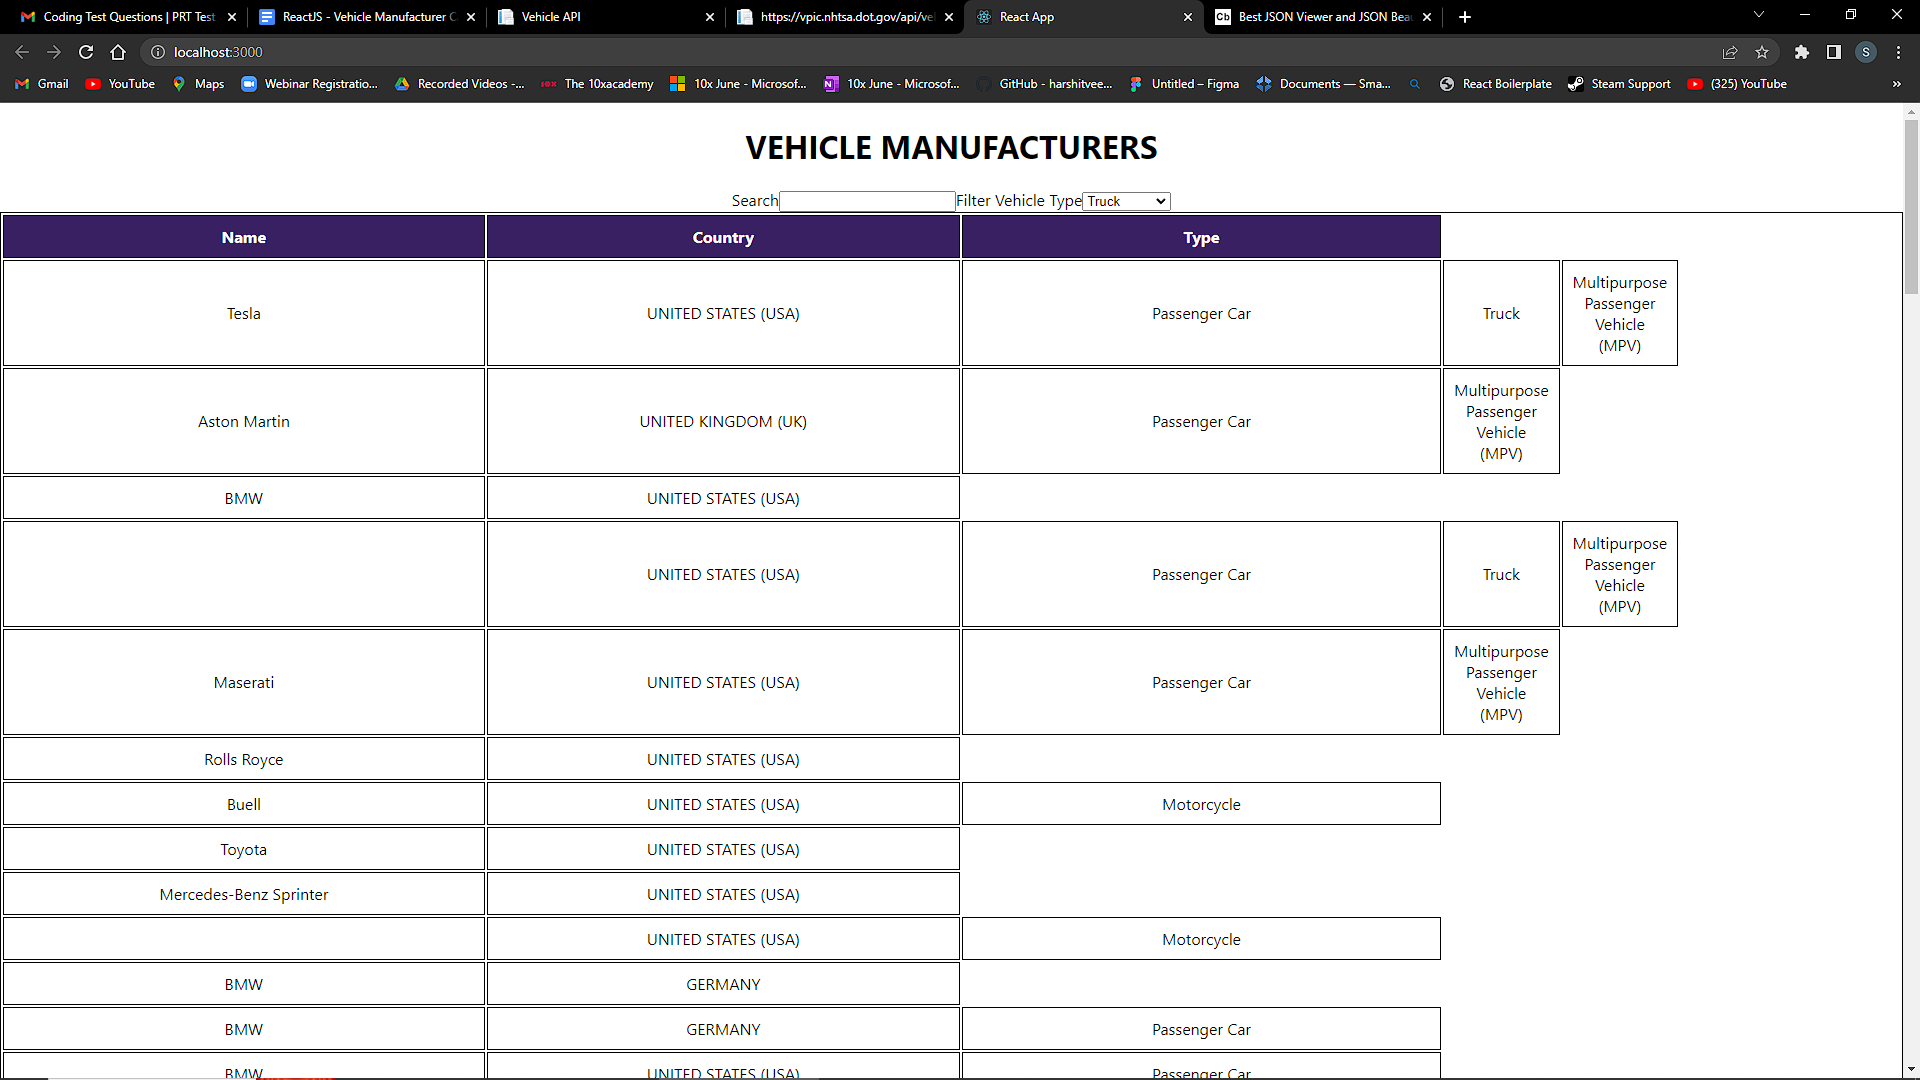 Coding Test Questions | PRT Test
ReactJS - Vehicle Manufacturer C
Vehicle API
https://vpic.nhtsa.dot.gov/api/ve
React App
Cb Best JSON Viewer and JSON Bea
localhost:3000
S
Gmail
YouTube
Maps
Webinar Registratio...
Recorded Videos -...
10X The 10xacademy
10x June - Microsof...
10x June - Microsof...
GitHub - harshitvee...
Untitled – Figma
Documents — Sma...
React Boilerplate
Steam Support
(325) YouTube
»
VEHICLE MANUFACTURERS
Search Filter Vehicle Type Truck
Name Country Type
Tesla UNITED STATES (USA) Passenger Car Truck Multipurpose
Passenger
Vehicle
(MPV)
Aston Martin UNITED KINGDOM (UK) Passenger Car Multipurpose
Passenger
Vehicle
(MPV)
BMW UNITED STATES (USA)
UNITED STATES (USA) Passenger Car Truck Multipurpose
Passenger
Vehicle
(MPV)
Maserati UNITED STATES (USA) Passenger Car Multipurpose
Passenger
Vehicle
(MPV)
Rolls Royce UNITED STATES (USA)
Buell UNITED STATES (USA) Motorcycle
Toyota UNITED STATES (USA)
Mercedes-Benz Sprinter UNITED STATES (USA)
UNITED STATES (USA) Motorcycle
BMW GERMANY
BMW GERMANY Passenger Car
BMW UNITED STATES (USA) Passenger Car